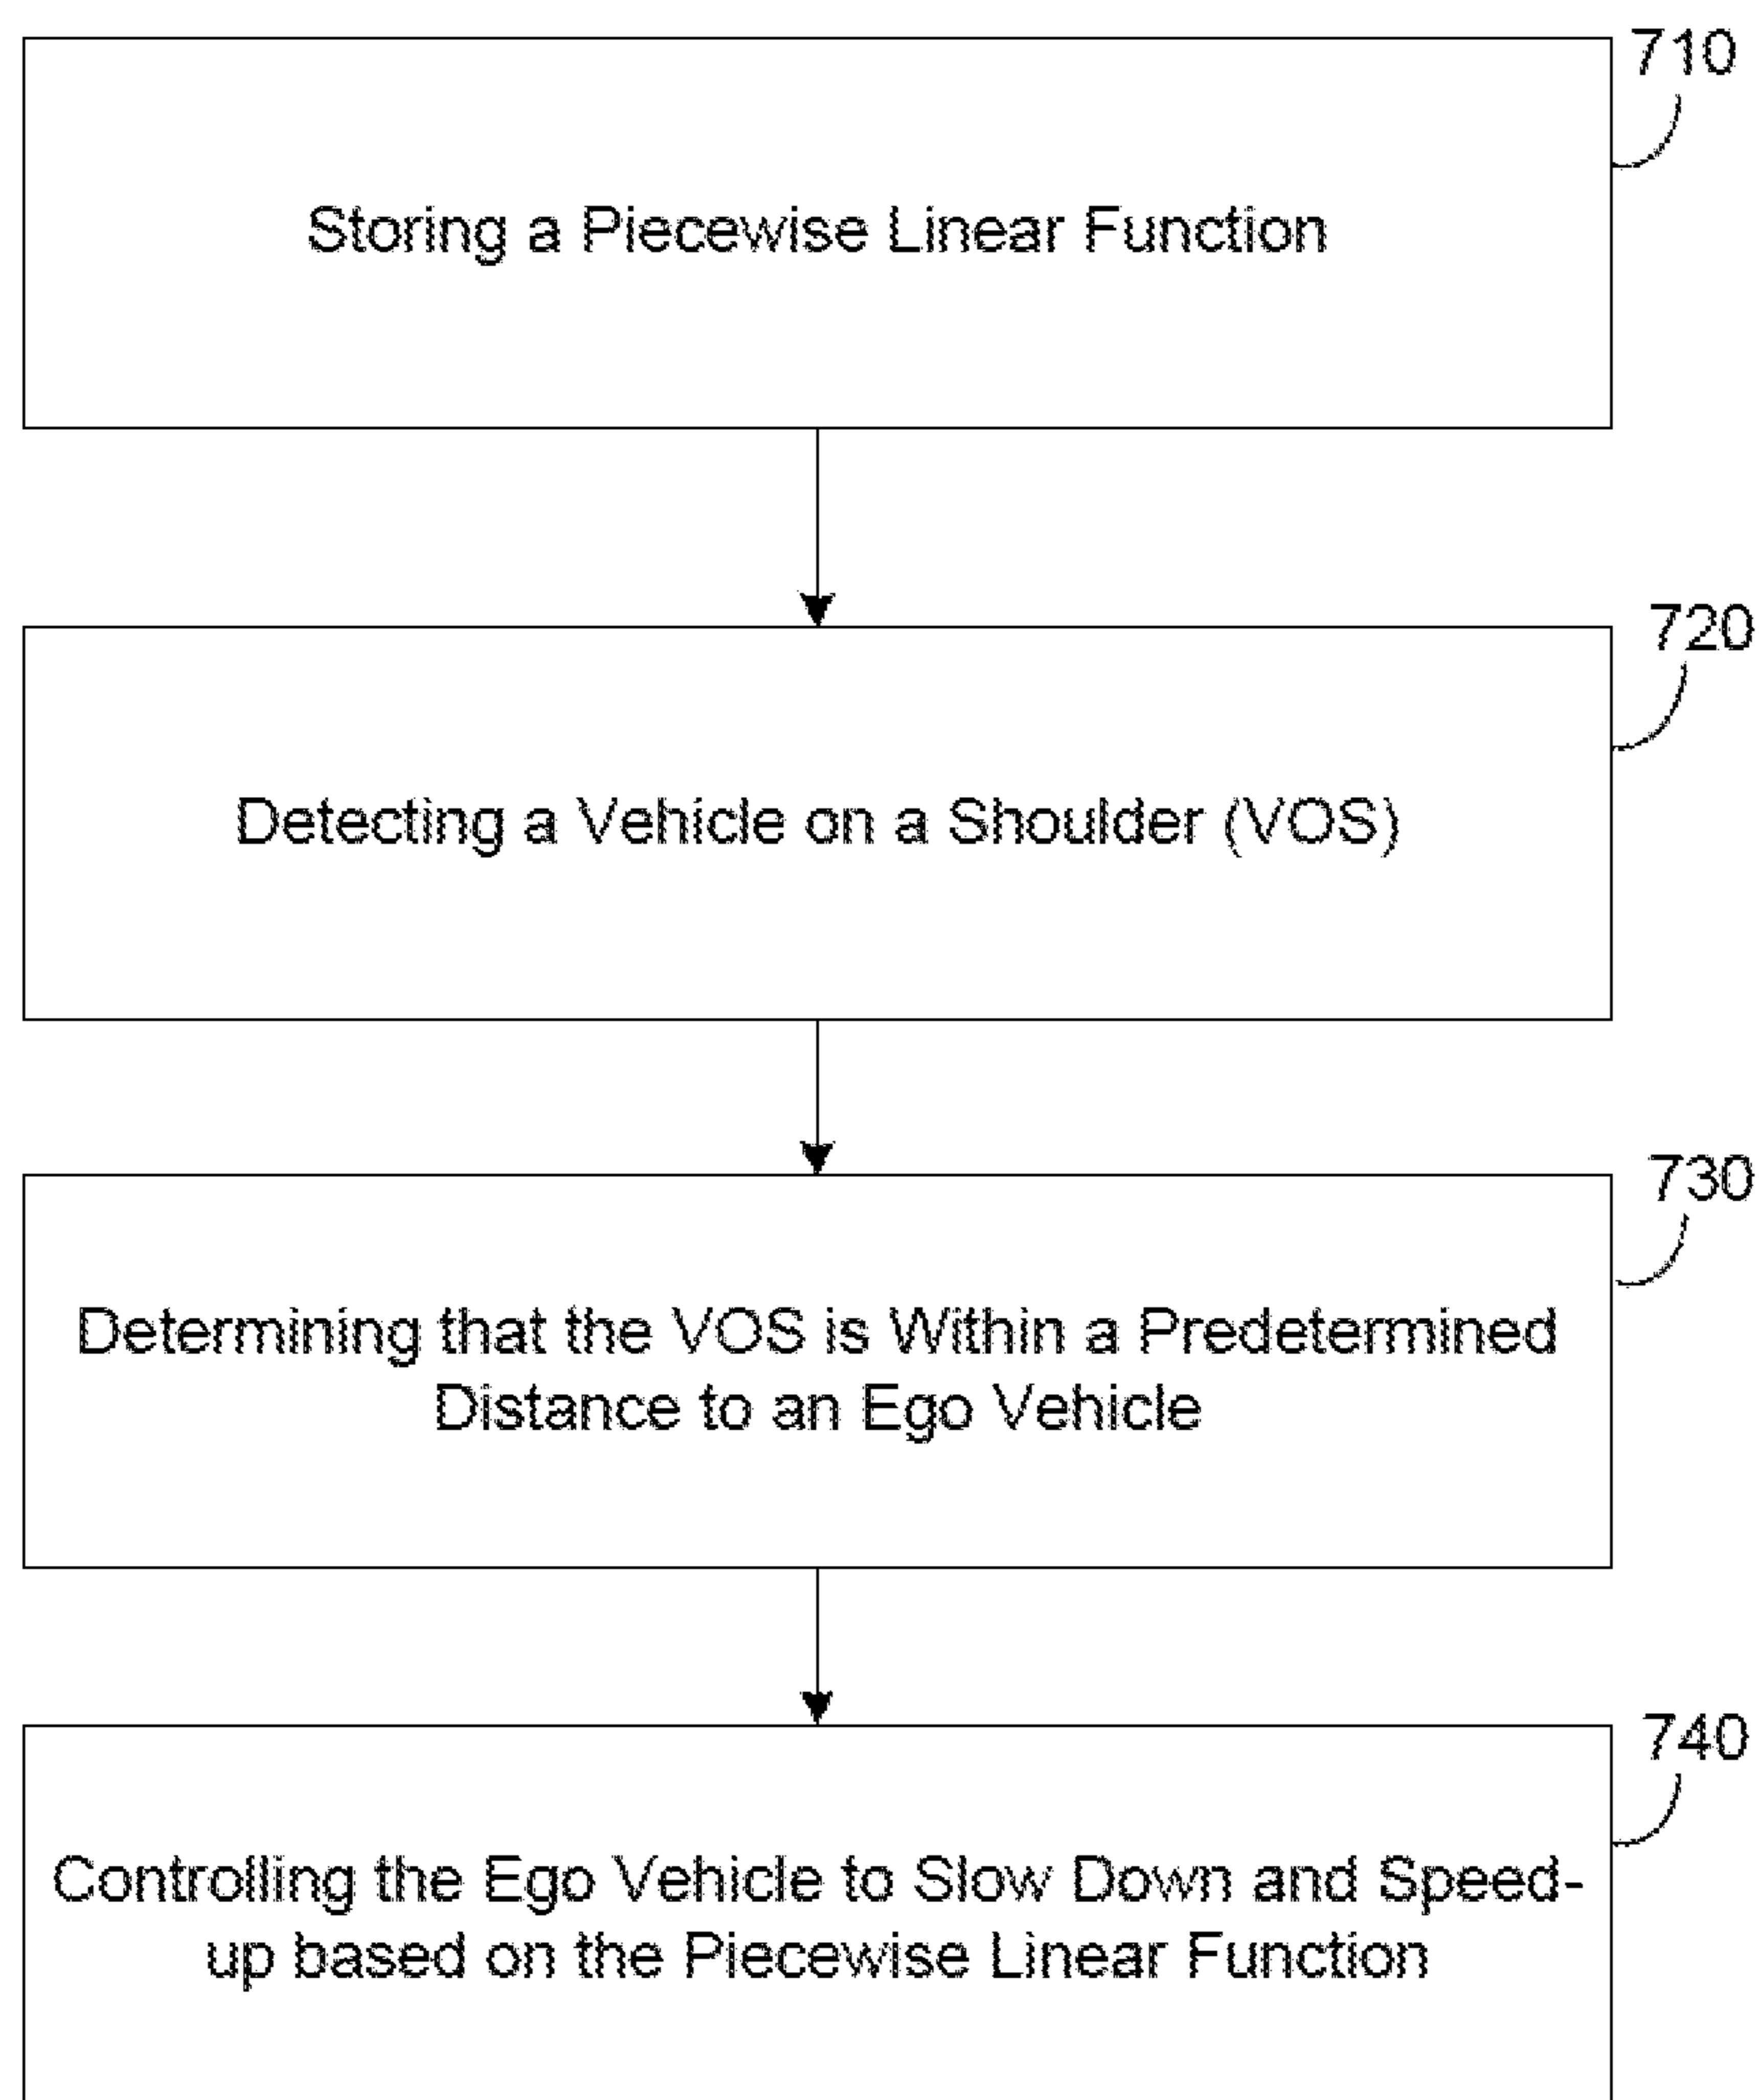 710
Storing a Piecewise Linear Function
720
Detecting a Vehicle on a Shoulder (VOS)
730
Determining that the VOS is Within a Predetermined
Distance to an Ego Vehicle
740
Controlling the Ego Vehicle to Slow Down and Speed-
up based on the Piecewise Linear Function